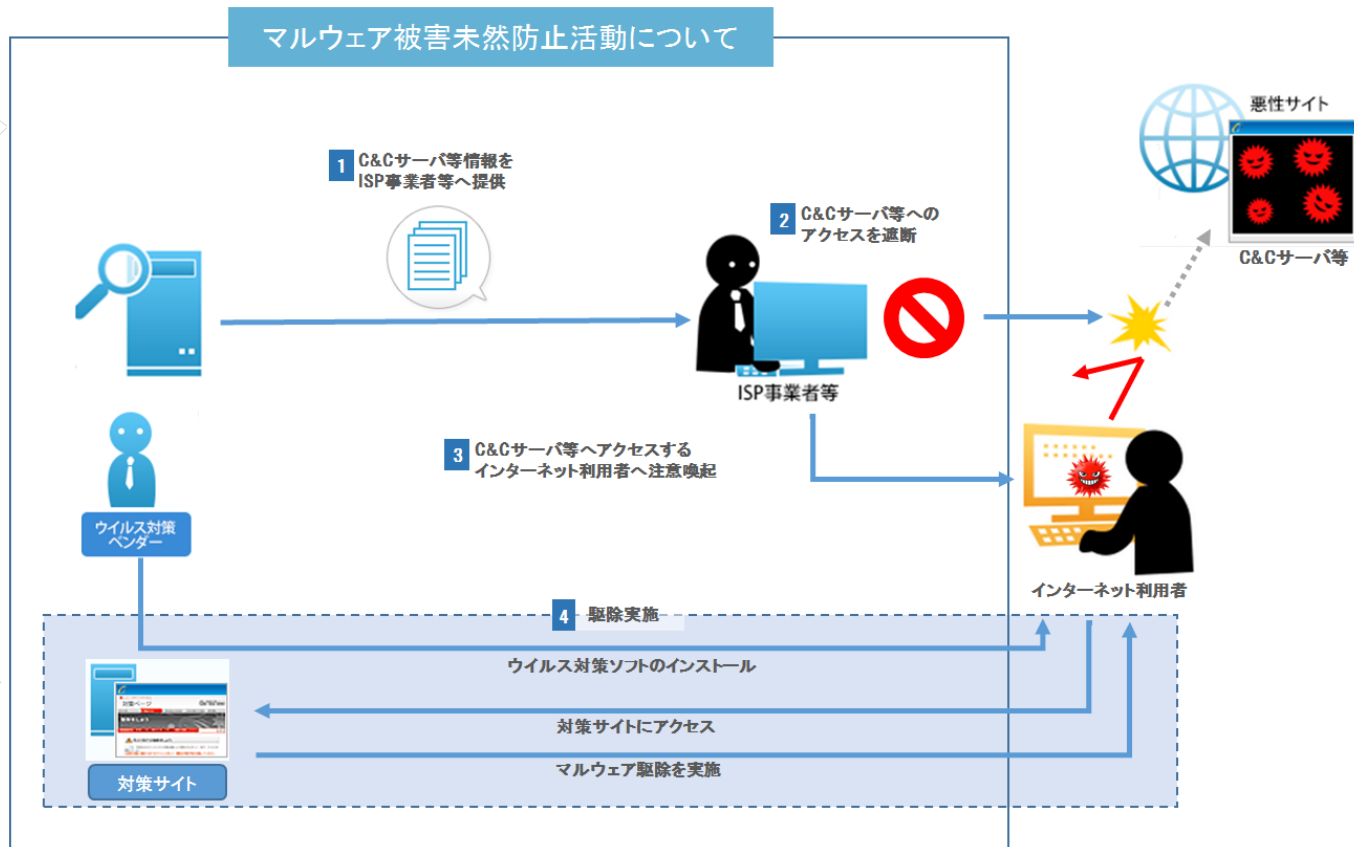 マルウェア被害未然防止活動について
悪性サイト
1
C&Cサーバ等情報を
ISP事業者等へ提供
2
C&Cサーバ等への
アクセスを遮断
C&Cサーバ等
ISP事業者等
3
C&Cサーバ等へアクセスする
インターネット利用者へ注意喚起
ウイルス対策
ベンダー
インターネット利用者
4
駆除実施
ウイルス対策ソフトのインストール
対策ページ
対策サイトにアクセス
マルウェア駆除を実施
対策サイト